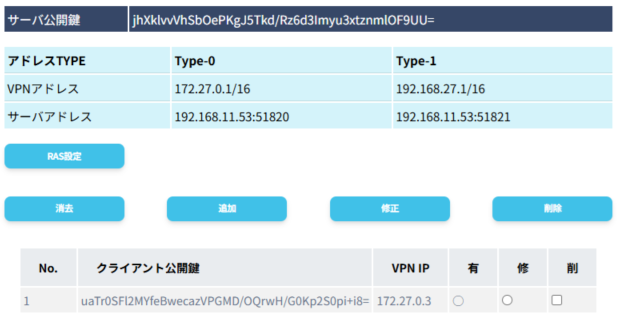 サーバ公開鍵 jhXklvvVhSbOePKgJ5Tkd/Rz6d3Imyu3xtznmlOF9UU=
アドレスTYPE Type-0 Type-1
VPNアドレス 172.27.0.1/16 192.168.27.1/16
サーバアドレス 192.168.11.53:51820 192.168.11.53:51821
RAS設定
消去 追加 修正 削除
No. クライアント公開鍵 VPN IP 有 修 削
1 uaTr0SFl2MYfeBwecazVPGMD/OQrwH/G0Kp2S0pi+i8= 172.27.0.3